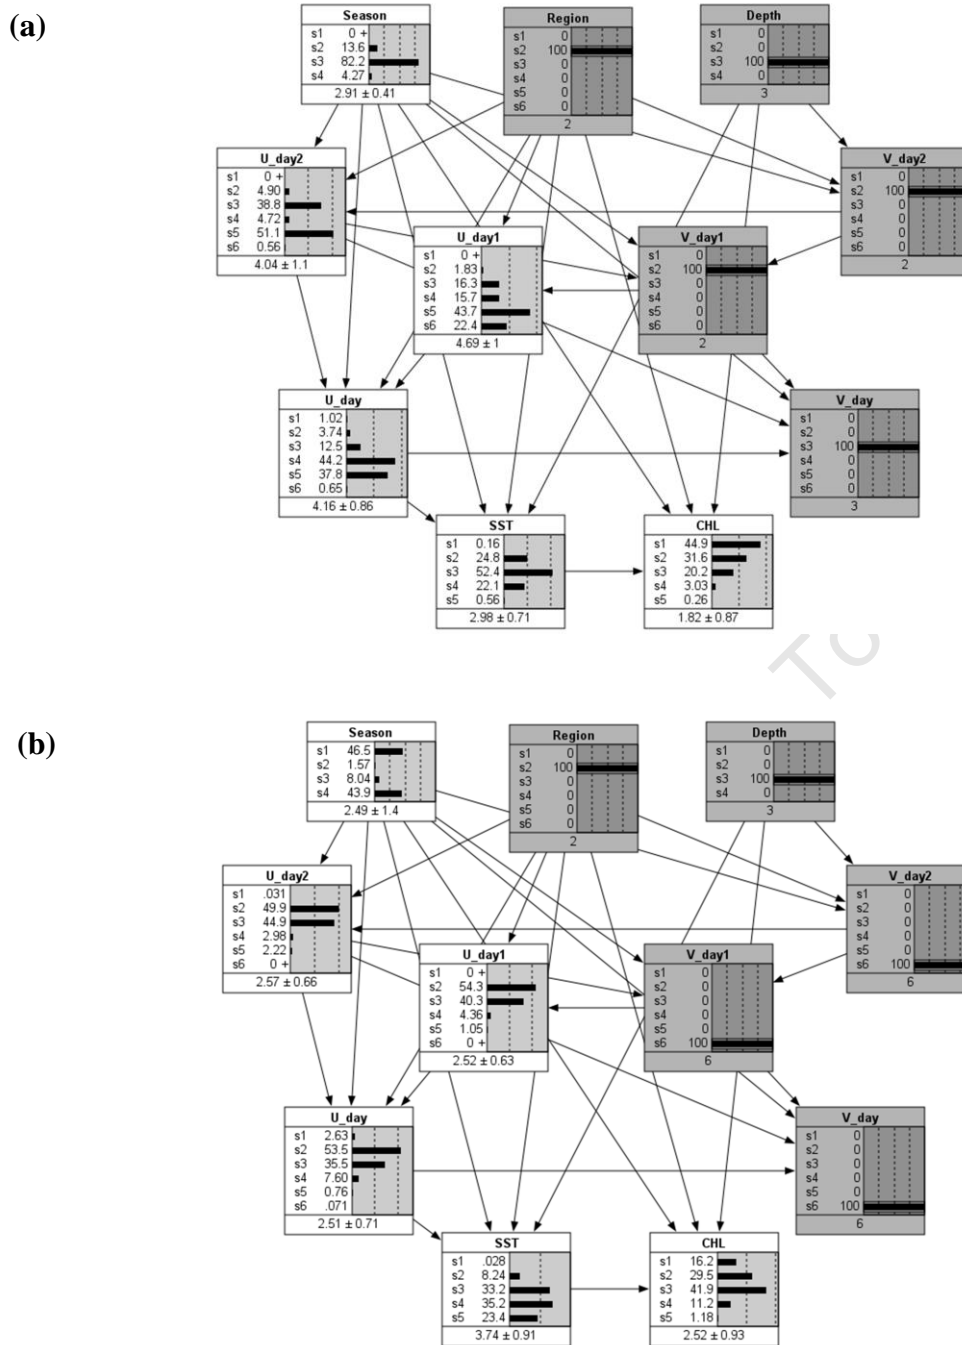 (a)
Season
s1 0 +
s2 13.6
s3 82.2
s4 4.27
2.91 ± 0.41
Region
s1 0
s2 100
s3 0
s4 0
s5 0
s6 0
2
Depth
s1 0
s2 0
s3 100
s4 0
3
U_day2
s1 0 +
s2 4.90
s3 38.8
s4 4.72
s5 51.1
s6 0.56
4.04 ± 1.1
V_day2
s1 0
s2 100
s3 0
s4 0
s5 0
s6 0
2
U_day1
s1 0 +
s2 1.83
s3 16.3
s4 15.7
s5 43.7
s6 22.4
4.69 ± 1
V_day1
s1 0
s2 100
s3 0
s4 0
s5 0
s6 0
2
U_day
s1 1.02
s2 3.74
s3 12.5
s4 44.2
s5 37.8
s6 0.65
4.16 ± 0.86
V_day
s1 0
s2 0
s3 100
s4 0
s5 0
s6 0
3
SST
s1 0.16
s2 24.8
s3 52.4
s4 22.1
s5 0.56
2.98 ± 0.71
CHL
s1 44.9
s2 31.6
s3 20.2
s4 3.03
s5 0.26
1.82 ± 0.87
(b)
Season
s1 46.5
s2 1.57
s3 8.04
s4 43.9
2.49 ± 1.4
Region
s1 0
s2 100
s3 0
s4 0
s5 0
s6 0
2
Depth
s1 0
s2 0
s3 100
s4 0
3
U_day2
s1 .031
s2 49.9
s3 44.9
s4 2.98
s5 2.22
s6 0 +
2.57 ± 0.66
V_day2
s1 0
s2 0
s3 0
s4 0
s5 0
s6 100
6
U_day1
s1 0 +
s2 54.3
s3 40.3
s4 4.36
s5 1.05
s6 0 +
2.52 ± 0.63
V_day1
s1 0
s2 0
s3 0
s4 0
s5 0
s6 100
6
U_day
s1 2.63
s2 53.5
s3 35.5
s4 7.60
s5 0.76
s6 .071
2.51 ± 0.71
V_day
s1 0
s2 0
s3 0
s4 0
s5 0
s6 100
6
SST
s1 .028
s2 8.24
s3 33.2
s4 35.2
s5 23.4
3.74 ± 0.91
CHL
s1 16.2
s2 29.5
s3 41.9
s4 11.2
s5 1.18
2.52 ± 0.93